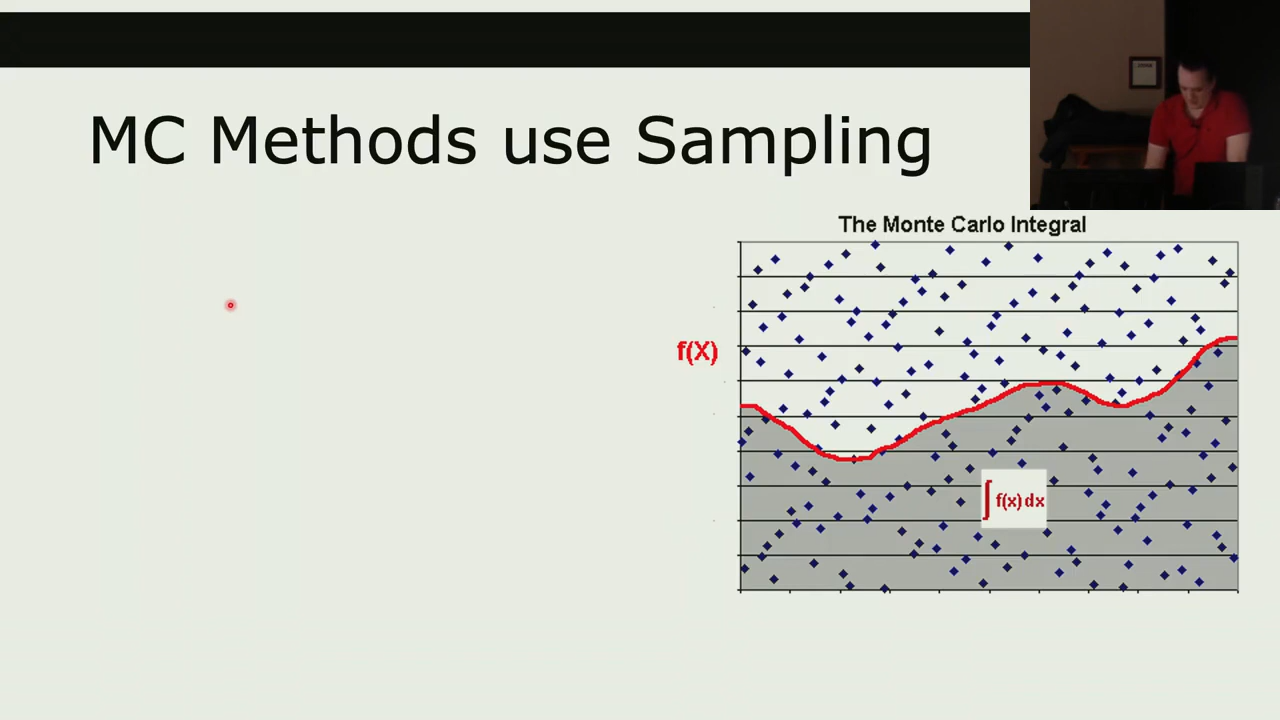 MC Methods use Sampling
The Monte Carlo Integral
f(X)
∫ f(x) dx